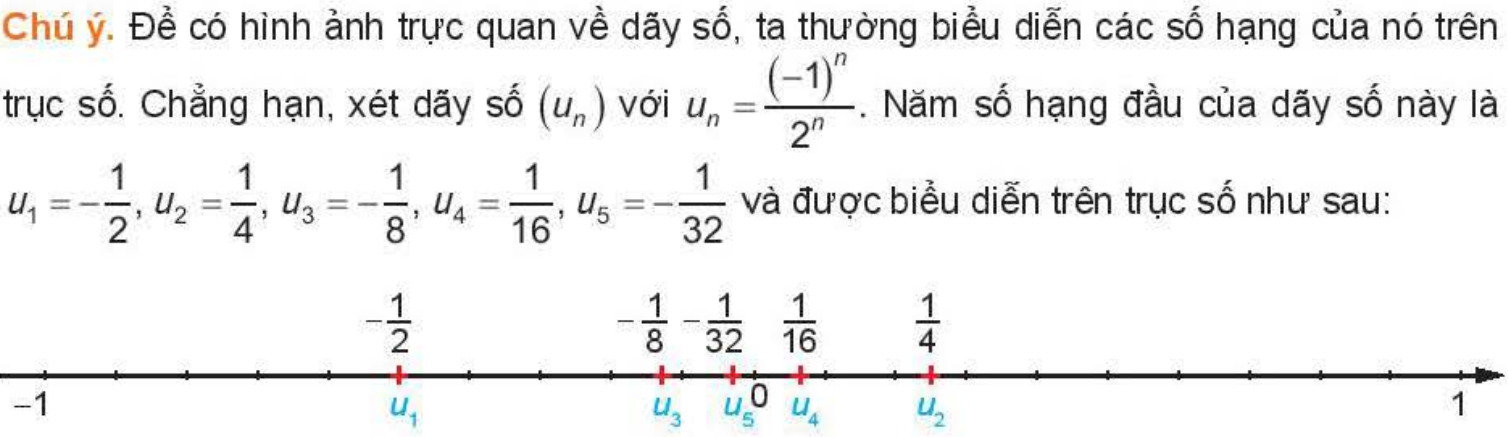 Chú ý. Để có hình ảnh trực quan về dãy số, ta thường biểu diễn các số hạng của nó trên
trục số. Chẳng hạn, xét dãy số (uₙ) với uₙ = (−1)ⁿ/2ⁿ. Năm số hạng đầu của dãy số này là
u₁ = −1/2, u₂ = 1/4, u₃ = −1/8, u₄ = 1/16, u₅ = −1/32 và được biểu diễn trên trục số như sau:
−1/2 −1/8 −1/32 1/16 1/4
−1 u₁ u₃ u₅ 0 u₄ u₂ 1